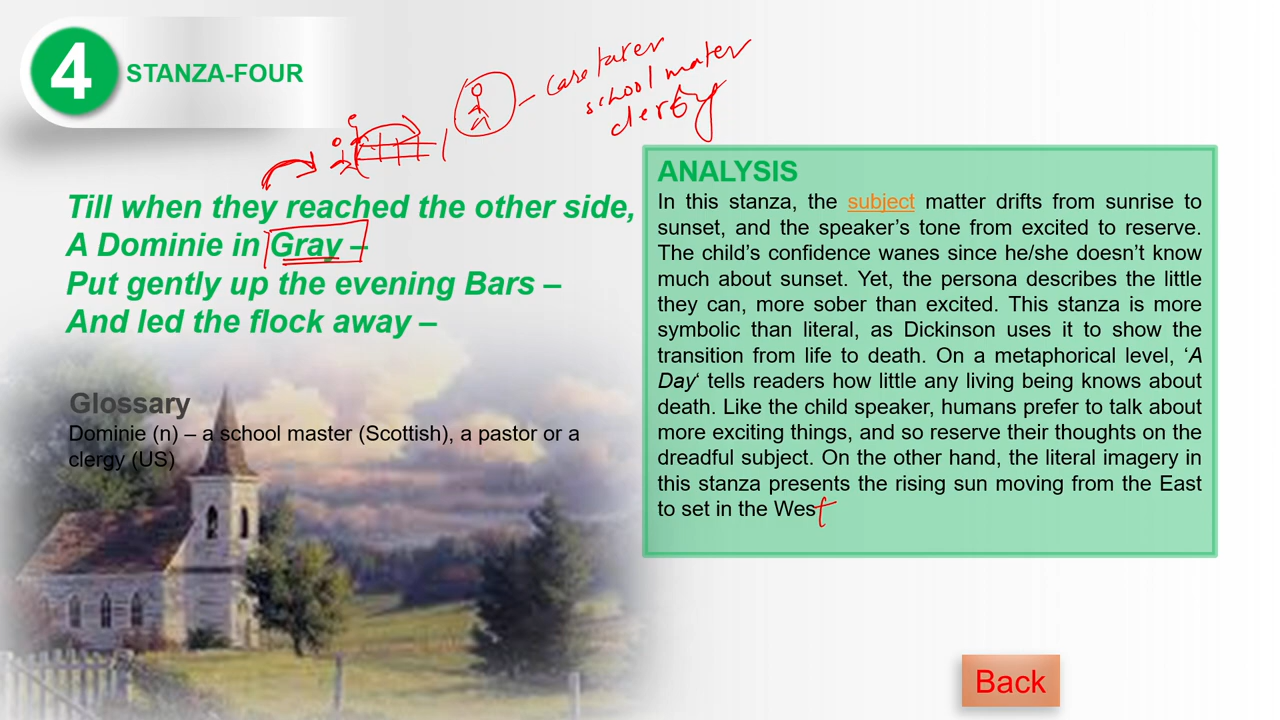 4
STANZA-FOUR
care taker
school mater
clergy
Till when they reached the other side,
A Dominie in Gray –
Put gently up the evening Bars –
And led the flock away –
Glossary
Dominie (n) – a school master (Scottish), a pastor or a
clergy (US)
ANALYSIS
In this stanza, the subject matter drifts from sunrise to
sunset, and the speaker's tone from excited to reserve.
The child's confidence wanes since he/she doesn't know
much about sunset. Yet, the persona describes the little
they can, more sober than excited. This stanza is more
symbolic than literal, as Dickinson uses it to show the
transition from life to death. On a metaphorical level, ‘A
Day‘ tells readers how little any living being knows about
death. Like the child speaker, humans prefer to talk about
more exciting things, and so reserve their thoughts on the
dreadful subject. On the other hand, the literal imagery in
this stanza presents the rising sun moving from the East
to set in the West
Back